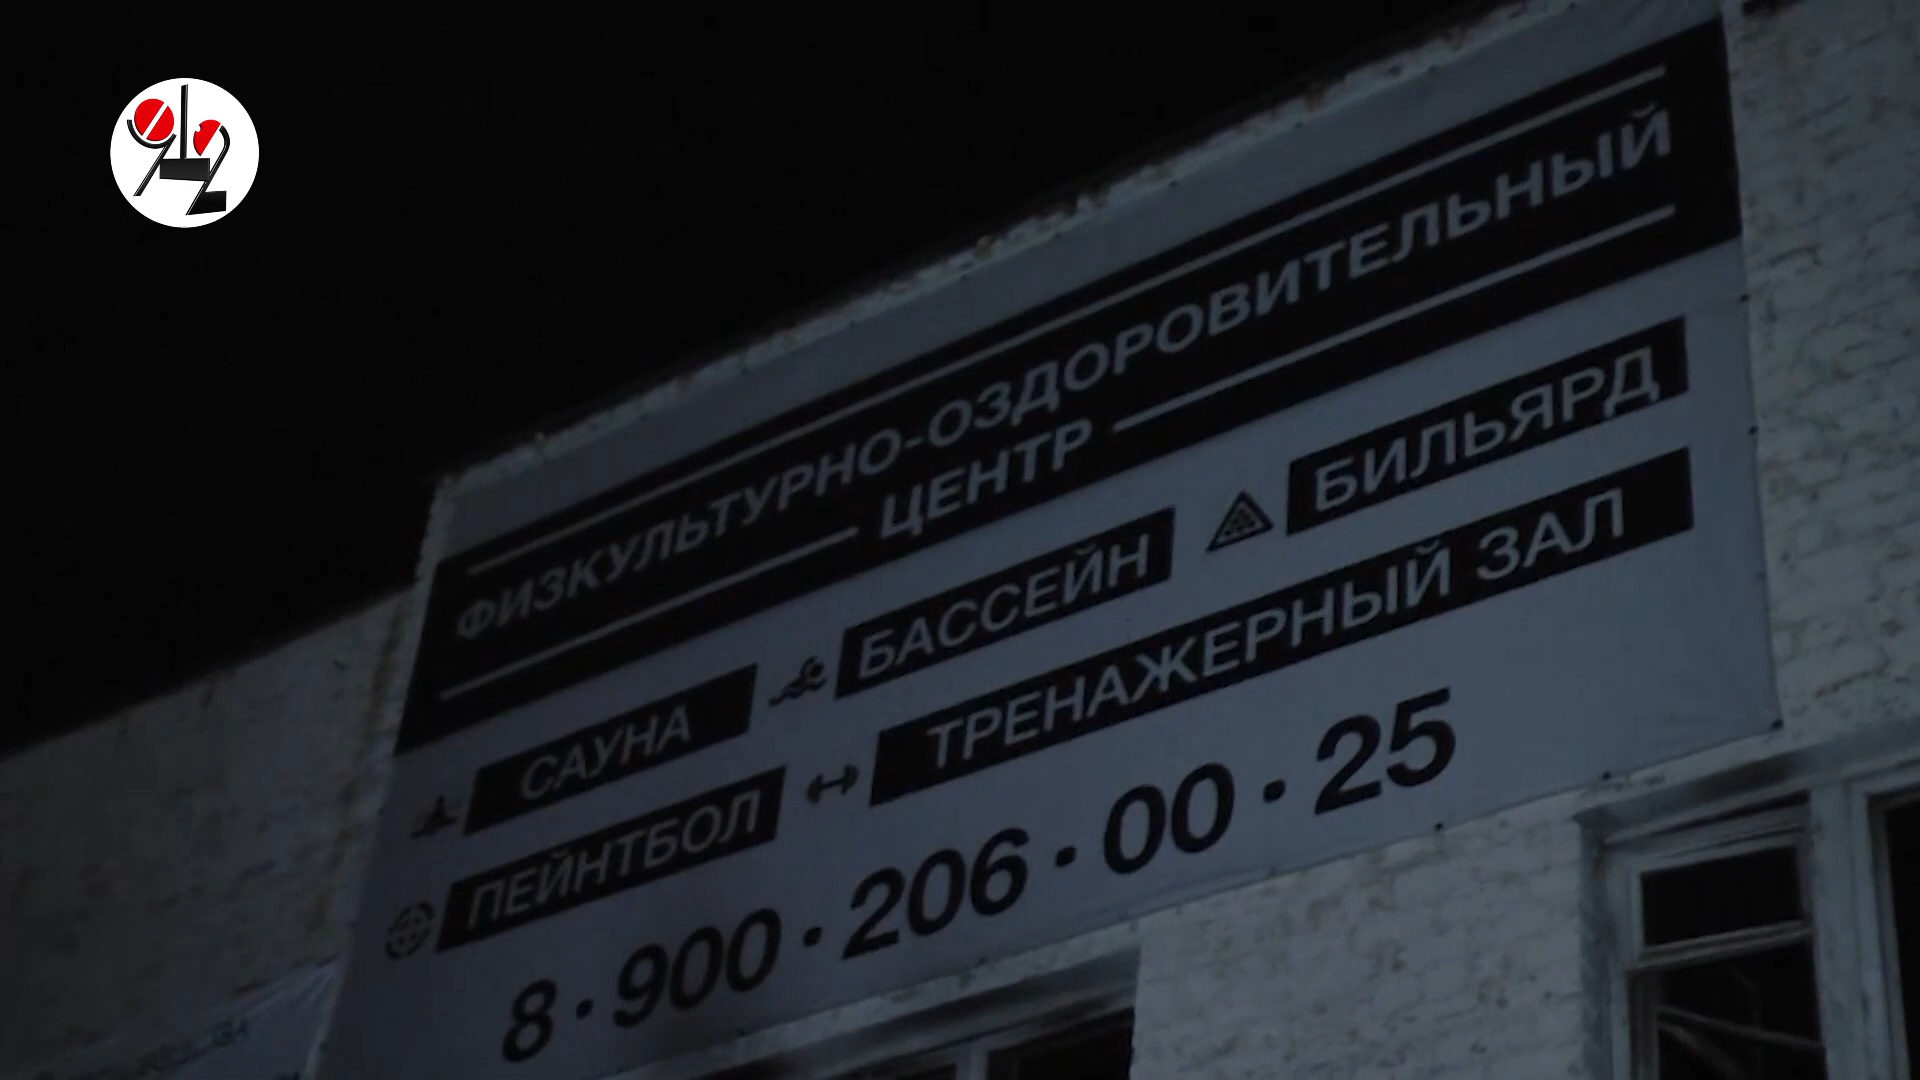 ФИЗКУЛЬТУРНО-ОЗДОРОВИТЕЛЬНЫЙ
ЦЕНТР
САУНА БАССЕЙН БИЛЬЯРД
ПЕЙНТБОЛ ТРЕНАЖЕРНЫЙ ЗАЛ
8·900·206·00·25